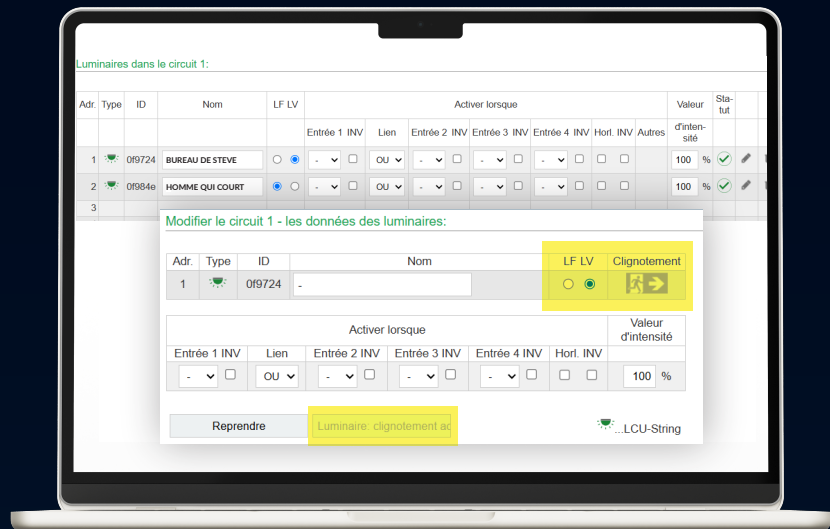 Luminaires dans le circuit 1:
Adr. Type ID Nom LF LV Activer lorsque Valeur Sta-
tut
Entrée 1 INV Lien Entrée 2 INV Entrée 3 INV Entrée 4 INV Horl. INV Autres d'inten-
sité
1 0f9724 BUREAU DE STEVE - OU - - - 100 %
2 0f984e HOMME QUI COURT - OU - - - 100 %
3
Modifier le circuit 1 - les données des luminaires:
Adr. Type ID Nom LF LV Clignotement
1 0f9724 -
Activer lorsque Valeur
d'intensité
Entrée 1 INV Lien Entrée 2 INV Entrée 3 INV Entrée 4 INV Horl. INV
- OU - - - 100 %
Reprendre Luminaire: clignotement ac
...LCU-String